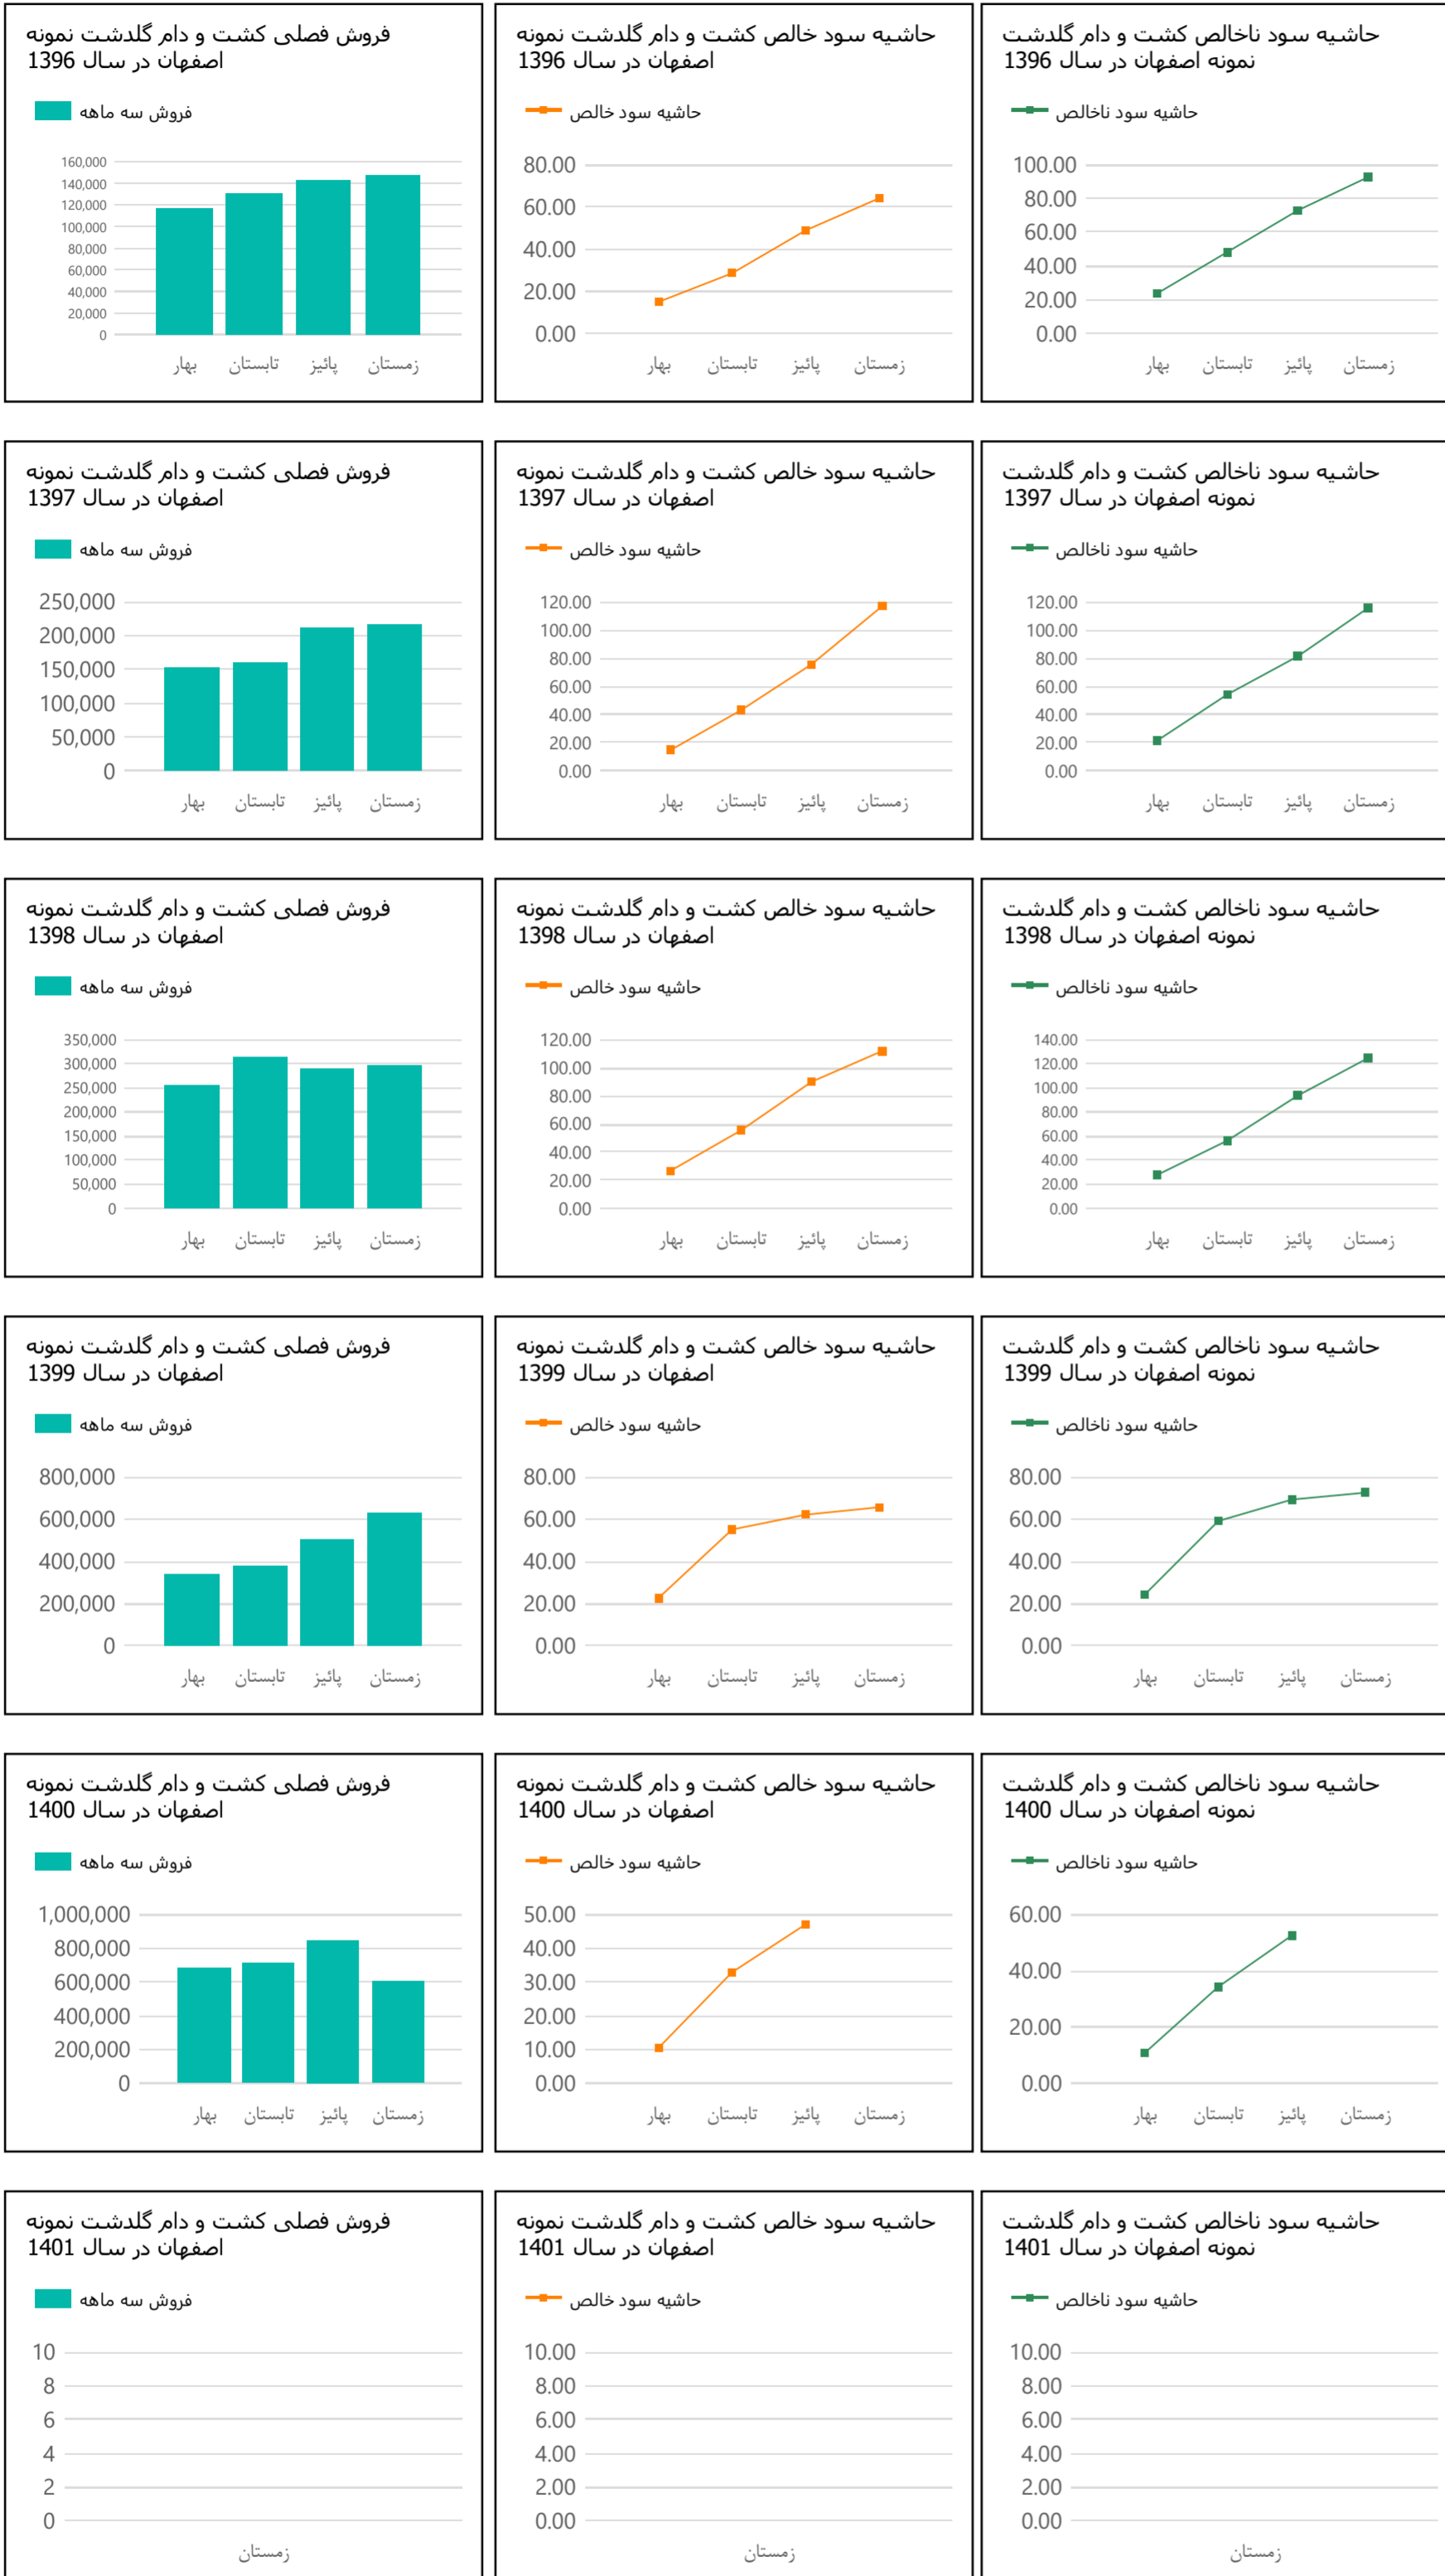 فروش فصلی کشت و دام گلدشت نمونه
اصفهان در سال 1396
فروش سه ماهه
160,000
140,000
120,000
100,000
80,000
60,000
40,000
20,000
0
بهار تابستان پائیز زمستان
حاشیه سود خالص کشت و دام گلدشت نمونه
اصفهان در سال 1396
حاشیه سود خالص
80.00
60.00
40.00
20.00
0.00
بهار تابستان پائیز زمستان
حاشیه سود ناخالص کشت و دام گلدشت
نمونه اصفهان در سال 1396
حاشیه سود ناخالص
100.00
80.00
60.00
40.00
20.00
0.00
بهار تابستان پائیز زمستان
فروش فصلی کشت و دام گلدشت نمونه
اصفهان در سال 1397
فروش سه ماهه
250,000
200,000
150,000
100,000
50,000
0
بهار تابستان پائیز زمستان
حاشیه سود خالص کشت و دام گلدشت نمونه
اصفهان در سال 1397
حاشیه سود خالص
120.00
100.00
80.00
60.00
40.00
20.00
0.00
بهار تابستان پائیز زمستان
حاشیه سود ناخالص کشت و دام گلدشت
نمونه اصفهان در سال 1397
حاشیه سود ناخالص
120.00
100.00
80.00
60.00
40.00
20.00
0.00
بهار تابستان پائیز زمستان
فروش فصلی کشت و دام گلدشت نمونه
اصفهان در سال 1398
فروش سه ماهه
350,000
300,000
250,000
200,000
150,000
100,000
50,000
0
بهار تابستان پائیز زمستان
حاشیه سود خالص کشت و دام گلدشت نمونه
اصفهان در سال 1398
حاشیه سود خالص
120.00
100.00
80.00
60.00
40.00
20.00
0.00
بهار تابستان پائیز زمستان
حاشیه سود ناخالص کشت و دام گلدشت
نمونه اصفهان در سال 1398
حاشیه سود ناخالص
140.00
120.00
100.00
80.00
60.00
40.00
20.00
0.00
بهار تابستان پائیز زمستان
فروش فصلی کشت و دام گلدشت نمونه
اصفهان در سال 1399
فروش سه ماهه
800,000
600,000
400,000
200,000
0
بهار تابستان پائیز زمستان
حاشیه سود خالص کشت و دام گلدشت نمونه
اصفهان در سال 1399
حاشیه سود خالص
80.00
60.00
40.00
20.00
0.00
بهار تابستان پائیز زمستان
حاشیه سود ناخالص کشت و دام گلدشت
نمونه اصفهان در سال 1399
حاشیه سود ناخالص
80.00
60.00
40.00
20.00
0.00
بهار تابستان پائیز زمستان
فروش فصلی کشت و دام گلدشت نمونه
اصفهان در سال 1400
فروش سه ماهه
1,000,000
800,000
600,000
400,000
200,000
0
بهار تابستان پائیز زمستان
حاشیه سود خالص کشت و دام گلدشت نمونه
اصفهان در سال 1400
حاشیه سود خالص
50.00
40.00
30.00
20.00
10.00
0.00
بهار تابستان پائیز زمستان
حاشیه سود ناخالص کشت و دام گلدشت
نمونه اصفهان در سال 1400
حاشیه سود ناخالص
60.00
40.00
20.00
0.00
بهار تابستان پائیز زمستان
فروش فصلی کشت و دام گلدشت نمونه
اصفهان در سال 1401
فروش سه ماهه
10
8
6
4
2
0
زمستان
حاشیه سود خالص کشت و دام گلدشت نمونه
اصفهان در سال 1401
حاشیه سود خالص
10.00
8.00
6.00
4.00
2.00
0.00
زمستان
حاشیه سود ناخالص کشت و دام گلدشت
نمونه اصفهان در سال 1401
حاشیه سود ناخالص
10.00
8.00
6.00
4.00
2.00
0.00
زمستان